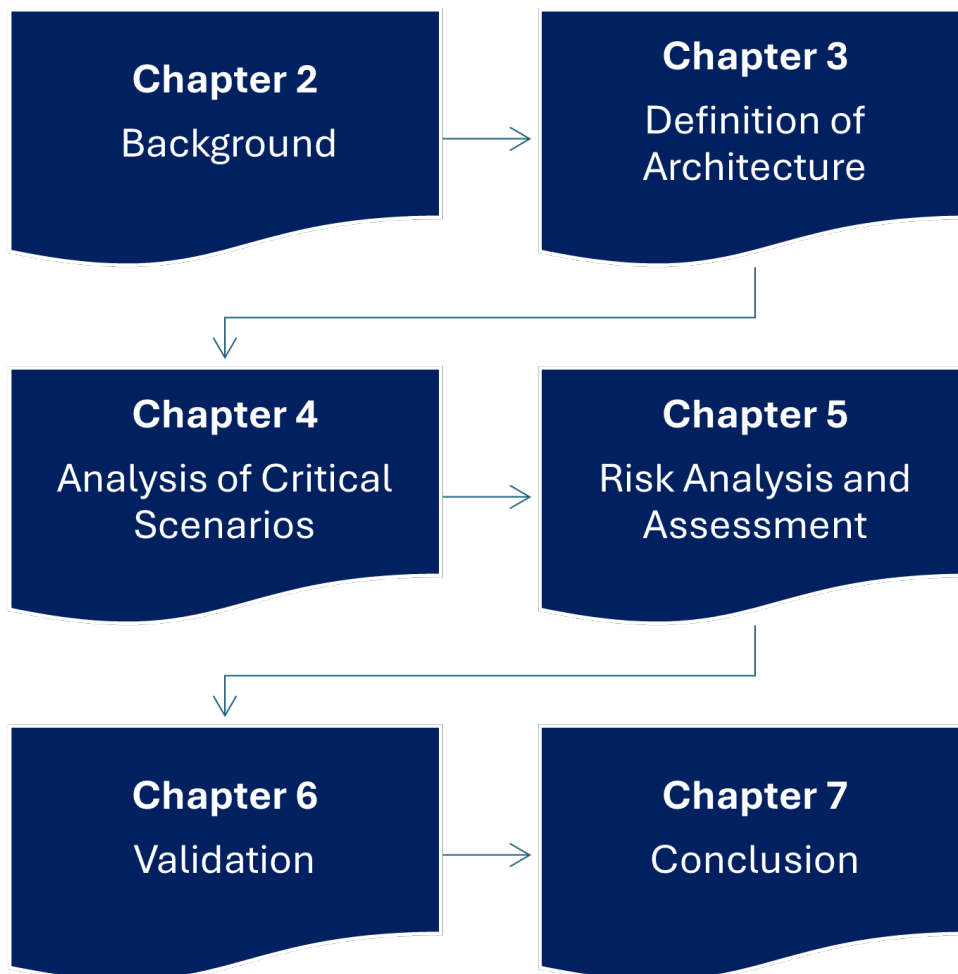 Chapter 2
Background
Chapter 3
Definition of
Architecture
Chapter 4
Analysis of Critical
Scenarios
Chapter 5
Risk Analysis and
Assessment
Chapter 6
Validation
Chapter 7
Conclusion